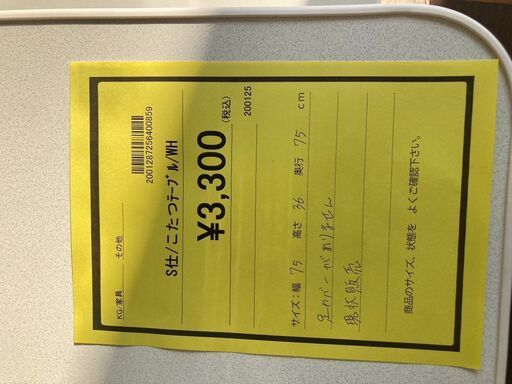 KG/家具 その他
2001287256400859
S仕/こたつﾃｰﾌﾞﾙ/WH
¥3,300 (税込)
200125
サイズ:幅 75 高さ 36 奥行 75 cm
足カバーがありません
現状販売
商品のサイズ、状態を よくご確認下さい。